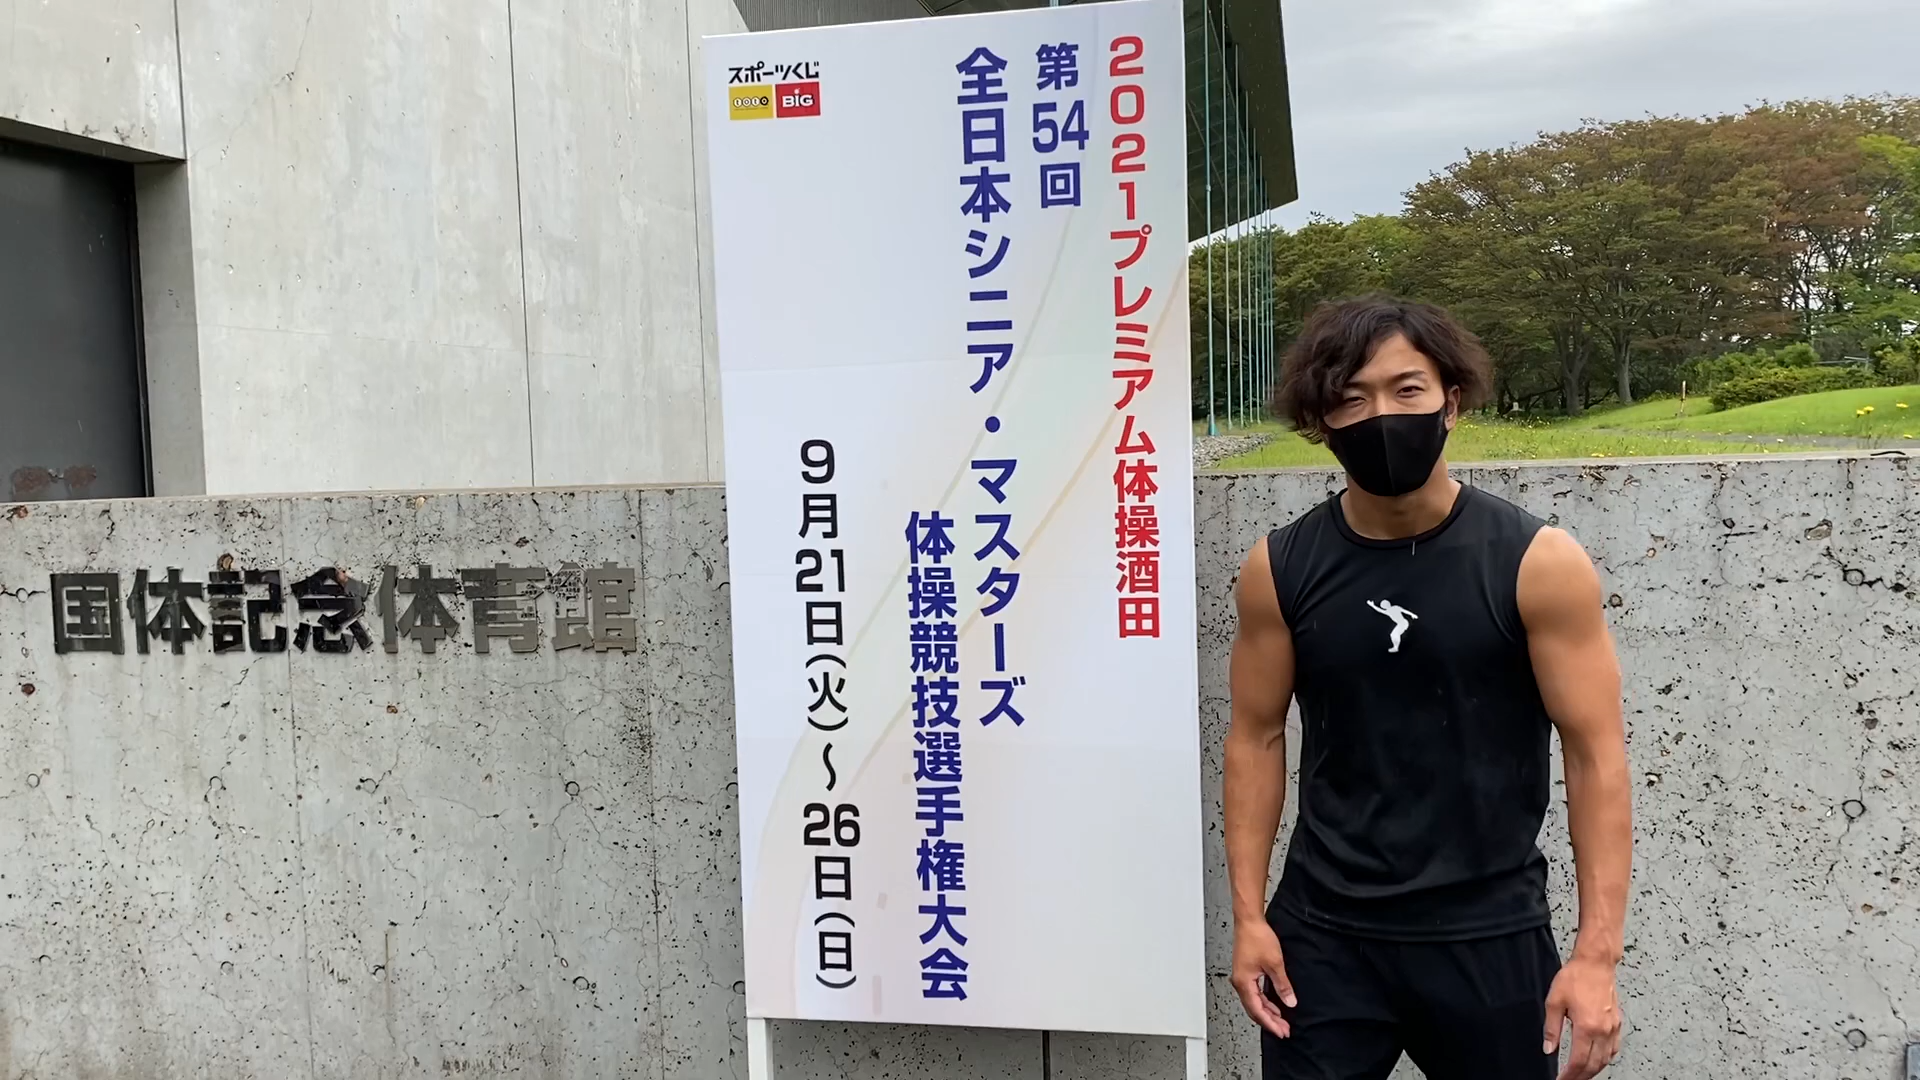 2021プレミアム体操酒田
第54回
全日本シニア・マスターズ
体操競技選手権大会
9月21日(火)〜26日(日)
スポーツくじ
toto BIG
国体記念体育館